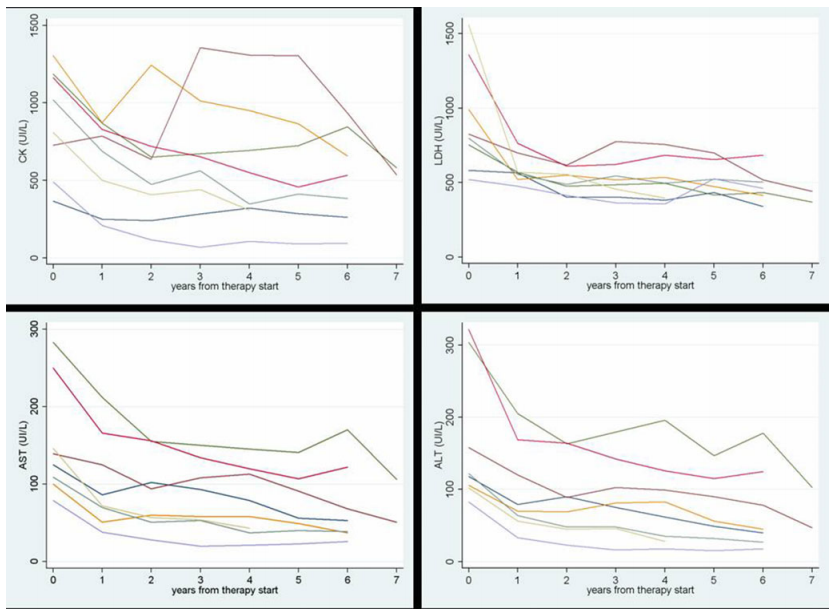 CK (UI/L)
1500
1000
500
0
0 1 2 3 4 5 6 7
years from therapy start
LDH (UI/L)
1500
1000
500
0
0 1 2 3 4 5 6 7
years from therapy start
AST (UI/L)
300
200
100
0
0 1 2 3 4 5 6 7
years from therapy start
ALT (UI/L)
300
200
100
0
0 1 2 3 4 5 6 7
years from therapy start